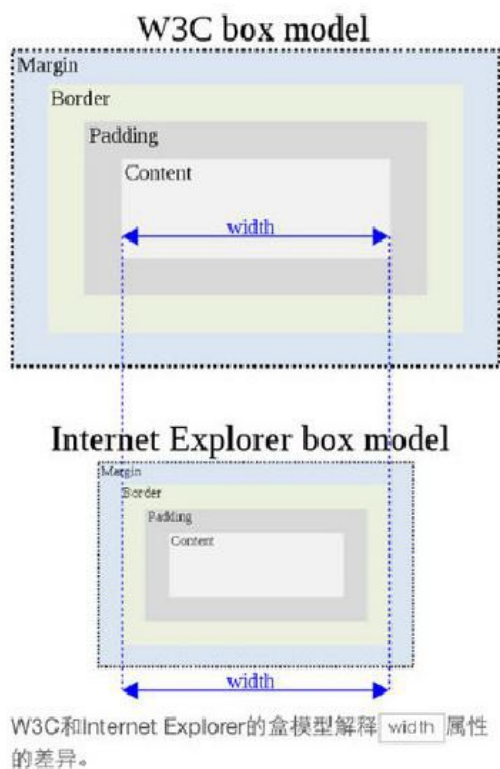 W3C box model
Margin
Border
Padding
Content
width
Internet Explorer box model
Margin
Border
Padding
Content
width
W3C和Internet Explorer的盒模型解释 width 属性
的差异。